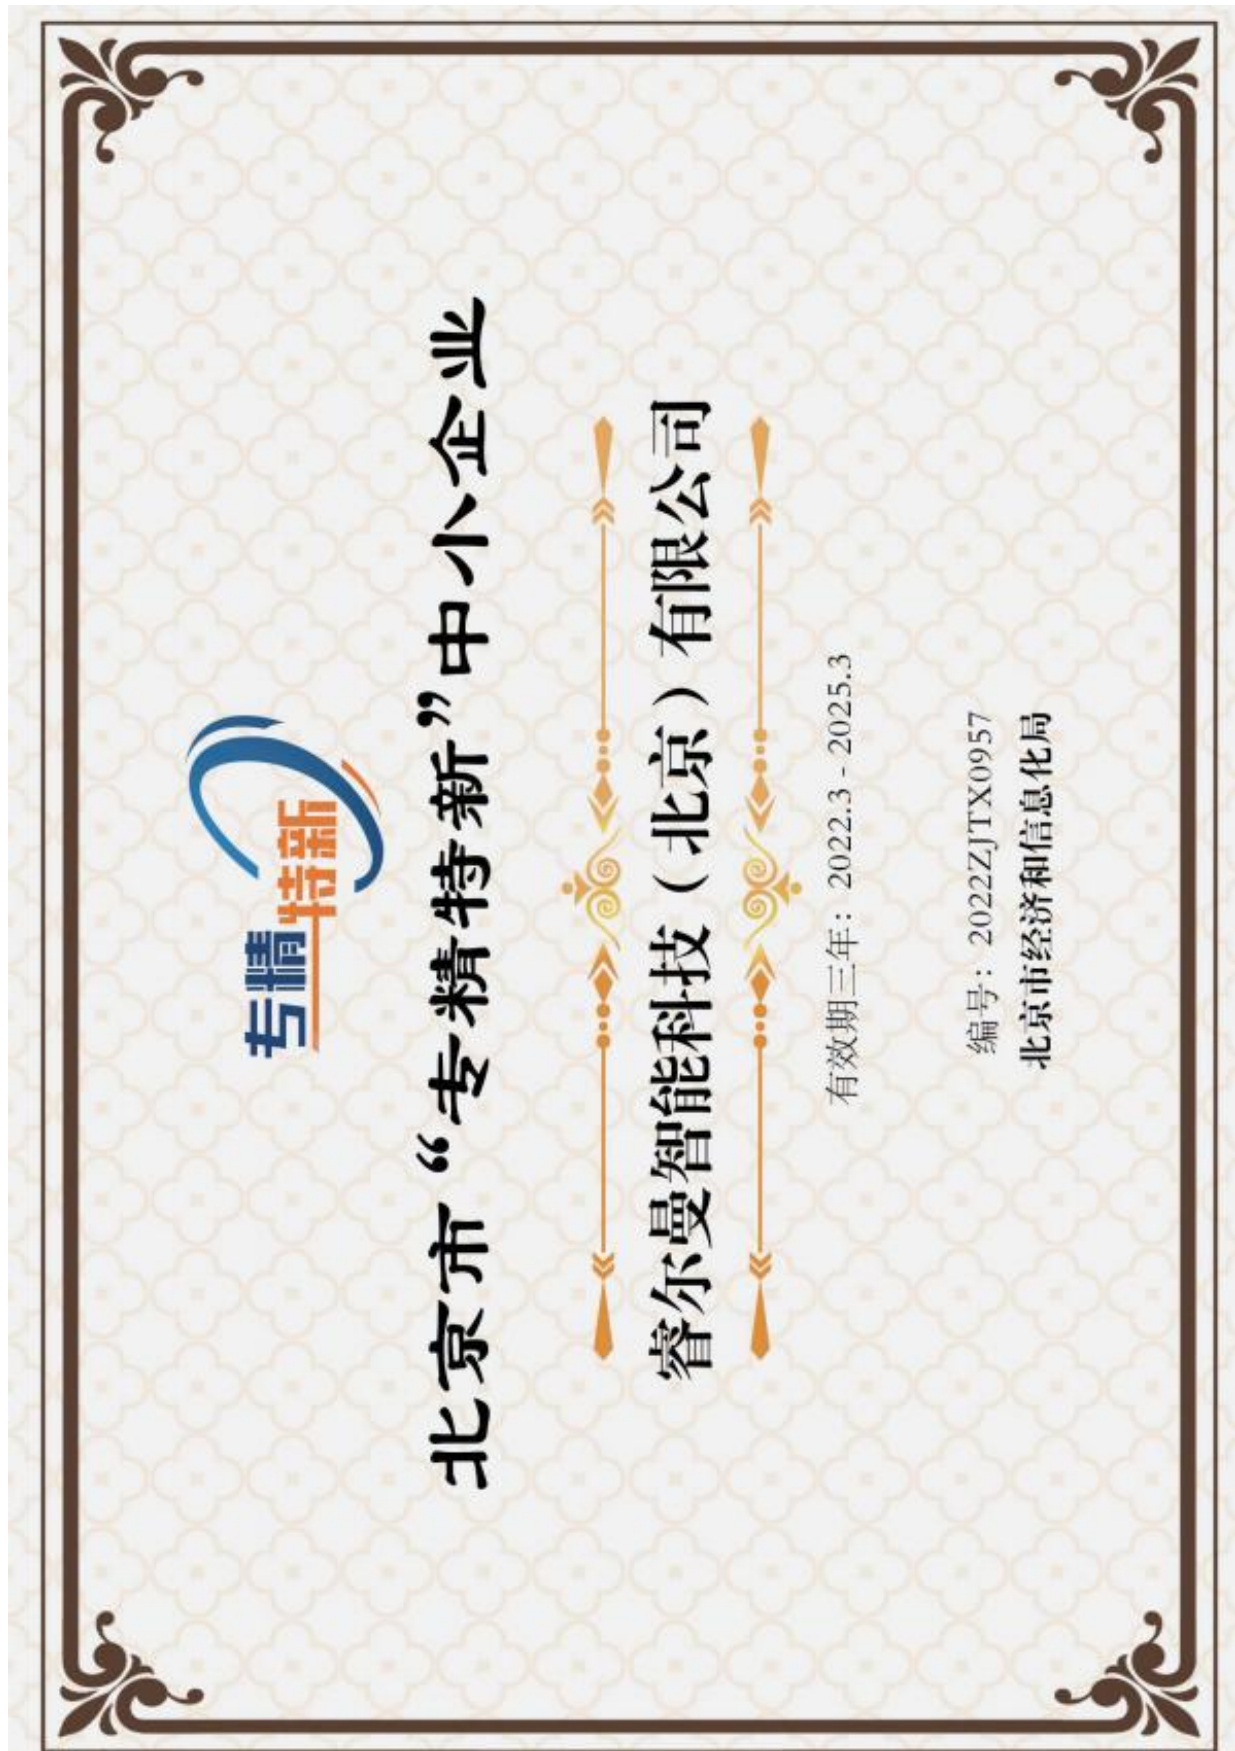 专精特新
北京市“专精特新”中小企业
睿尔曼智能科技（北京）有限公司
有效期三年：2022.3 - 2025.3
编号：2022ZJTX0957
北京市经济和信息化局